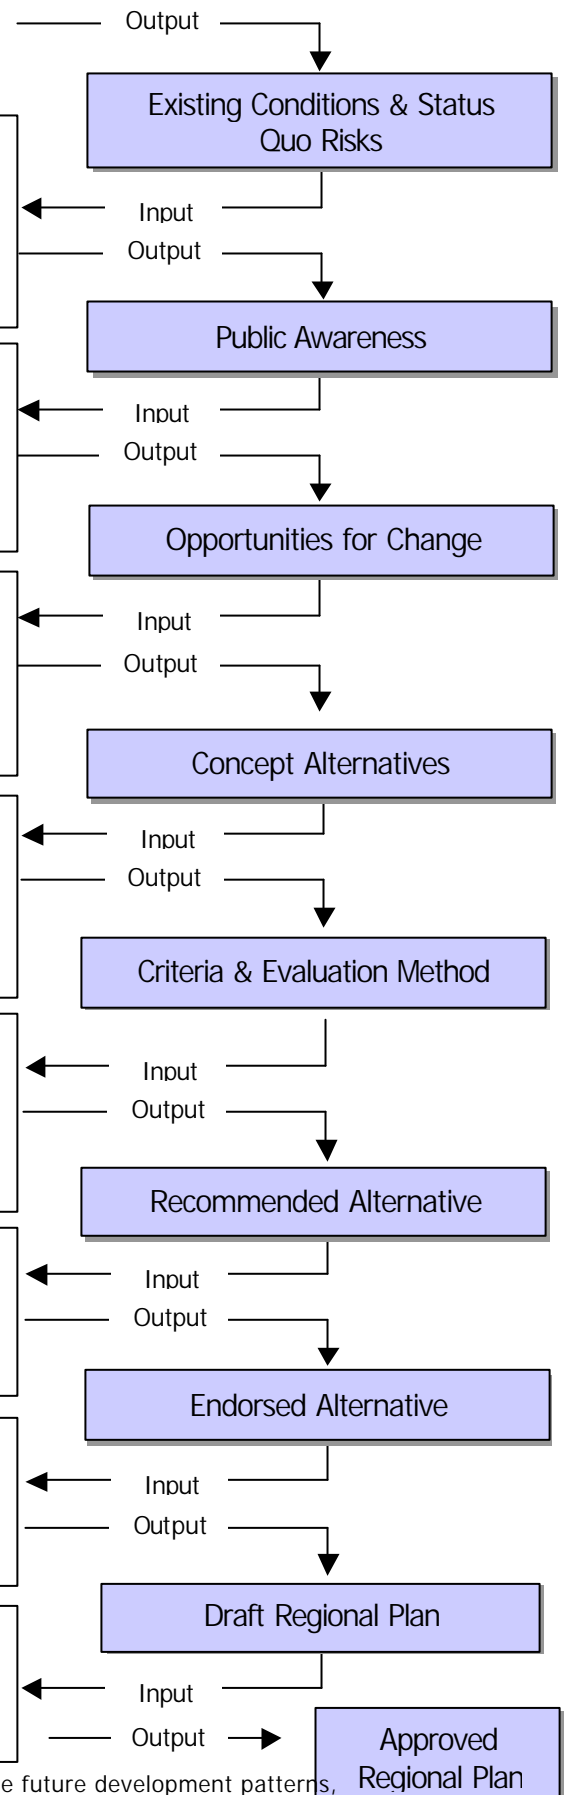 Output
Existing Conditions & Status
Quo Risks
Input
Output
Public Awareness
Input
Output
Opportunities for Change
Input
Output
Concept Alternatives
Input
Output
Criteria & Evaluation Method
Input
Output
Recommended Alternative
Input
Output
Endorsed Alternative
Input
Output
Draft Regional Plan
Input
Output
Approved
Regional Plan
e future development patterns,